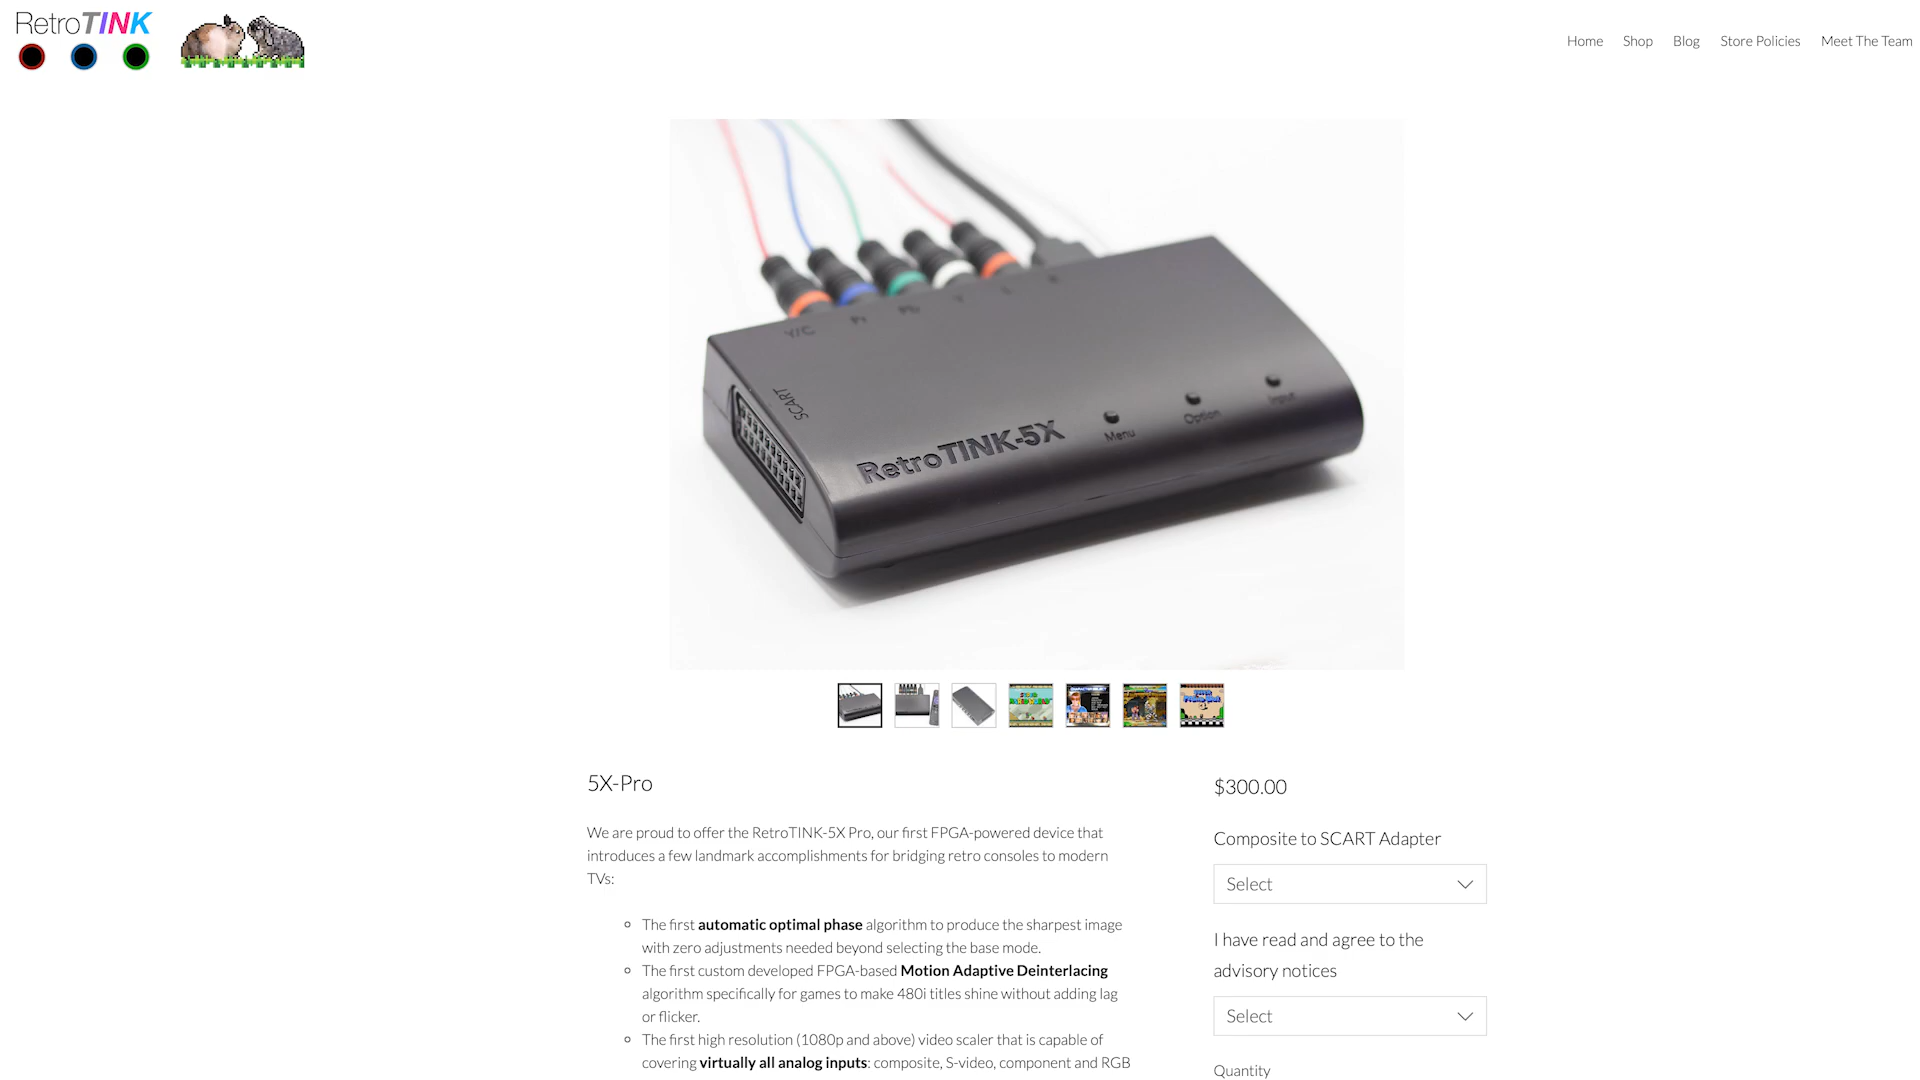 RetroTINK
Home Shop Blog Store Policies Meet The Team
Y/C
SCART
RetroTINK-5X
Menu
Option
Input
5X-Pro
We are proud to offer the RetroTINK-5X Pro, our first FPGA-powered device that
introduces a few landmark accomplishments for bridging retro consoles to modern
TVs:
The first automatic optimal phase algorithm to produce the sharpest image
with zero adjustments needed beyond selecting the base mode.
The first custom developed FPGA-based Motion Adaptive Deinterlacing
algorithm specifically for games to make 480i titles shine without adding lag
or flicker.
The first high resolution (1080p and above) video scaler that is capable of
covering virtually all analog inputs: composite, S-video, component and RGB
$300.00
Composite to SCART Adapter
Select
I have read and agree to the
advisory notices
Select
Quantity